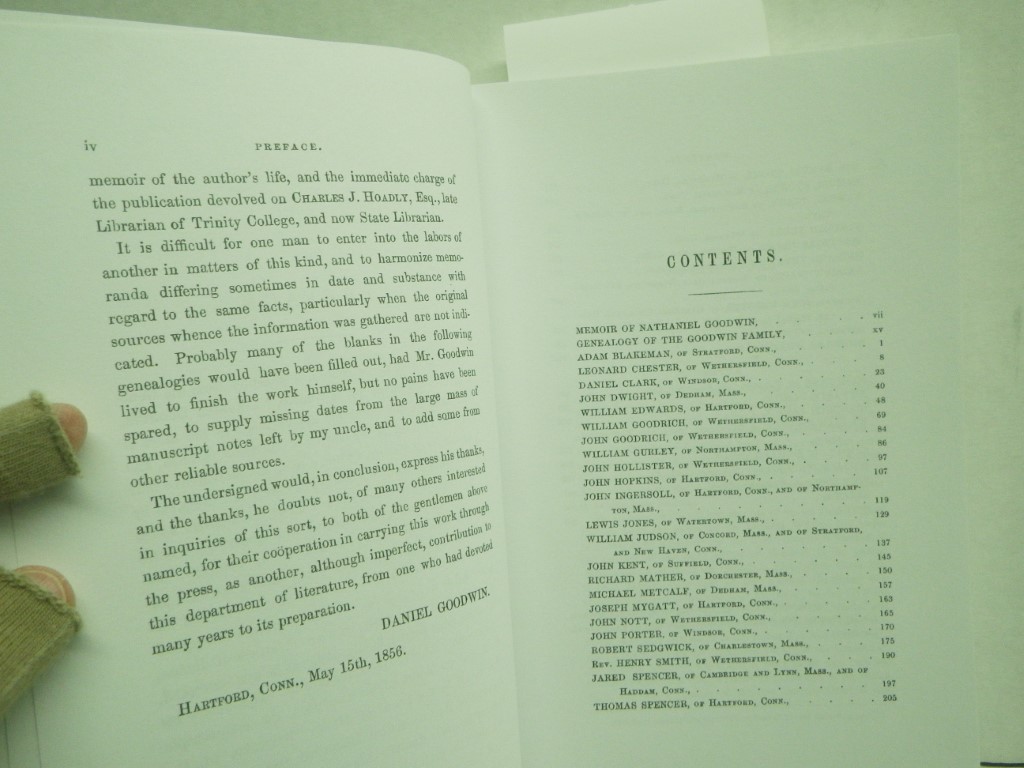 iv PREFACE.
memoir of the author's life, and the immediate charge of
the publication devolved on CHARLES J. HOADLY, Esq., late
Librarian of Trinity College, and now State Librarian.
It is difficult for one man to enter into the labors of
another in matters of this kind, and to harmonize memo-
randa differing sometimes in date and substance with
regard to the same facts, particularly when the original
sources whence the information was gathered are not indi-
cated. Probably many of the blanks in the following
genealogies would have been filled out, had Mr. Goodwin
lived to finish the work himself, but no pains have been
spared, to supply missing dates from the large mass of
manuscript notes left by my uncle, and to add some from
other reliable sources.
The undersigned would, in conclusion, express his thanks,
and the thanks, he doubts not, of many others interested
in inquiries of this sort, to both of the gentlemen above
named, for their coöperation in carrying this work through
the press, as another, although imperfect, contribution to
this department of literature, from one who had devoted
many years to its preparation.
DANIEL GOODWIN.
HARTFORD, CONN., May 15th, 1856.
CONTENTS.
MEMOIR OF NATHANIEL GOODWIN, . . . . vii
GENEALOGY OF THE GOODWIN FAMILY, . . . . xv
ADAM BLAKEMAN, OF STRATFORD, CONN., . . . . 1
LEONARD CHESTER, OF WETHERSFIELD, CONN., . . . . 8
DANIEL CLARK, OF WINDSOR, CONN., . . . . 23
JOHN DWIGHT, OF DEDHAM, MASS., . . . . 40
WILLIAM EDWARDS, OF HARTFORD, CONN., . . . . 48
WILLIAM GOODRICH, OF WETHERSFIELD, CONN., . . . . 69
JOHN GOODRICH, OF WETHERSFIELD, CONN., . . . . 84
WILLIAM GURLEY, OF NORTHAMPTON, MASS., . . . . 86
JOHN HOLLISTER, OF WETHERSFIELD, CONN., . . . . 97
JOHN HOPKINS, OF HARTFORD, CONN., . . . . 107
JOHN INGERSOLL, OF HARTFORD, CONN., AND OF NORTHAMP-
TON, MASS., . . . . 119
LEWIS JONES, OF WATERTOWN, MASS., . . . . 129
WILLIAM JUDSON, OF CONCORD, MASS., AND OF STRATFORD,
AND NEW HAVEN, CONN., . . . . 137
JOHN KENT, OF SUFFIELD, CONN., . . . . 145
RICHARD MATHER, OF DORCHESTER, MASS., . . . . 150
MICHAEL METCALF, OF DEDHAM, MASS., . . . . 157
JOSEPH MYGATT, OF HARTFORD, CONN., . . . . 163
JOHN NOTT, OF WETHERSFIELD, CONN., . . . . 165
JOHN PORTER, OF WINDSOR, CONN., . . . . 170
ROBERT SEDGWICK, OF CHARLESTOWN, MASS., . . . . 175
REV. HENRY SMITH, OF WETHERSFIELD, CONN., . . . . 190
JARED SPENCER, OF CAMBRIDGE AND LYNN, MASS., AND OF
HADDAM, CONN., . . . . 197
THOMAS SPENCER, OF HARTFORD, CONN., . . . . 205